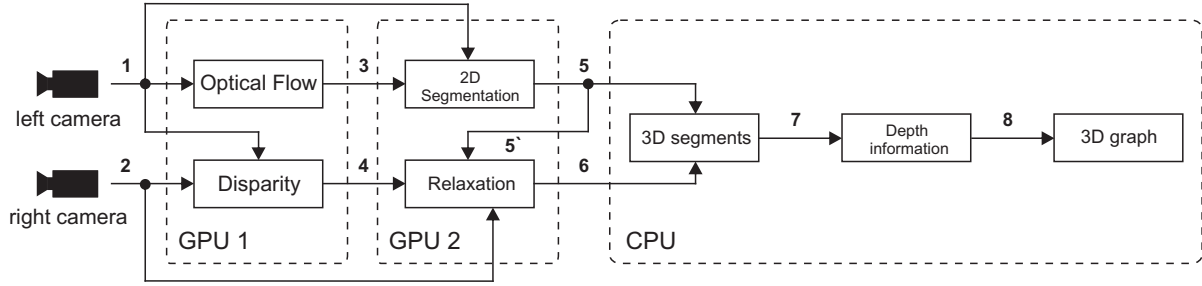 1
Optical Flow
3
2D
Segmentation
5
left camera
3D segments
7
Depth
information
8
3D graph
5`
2
Disparity
4
Relaxation
6
right camera
GPU 1
GPU 2
CPU